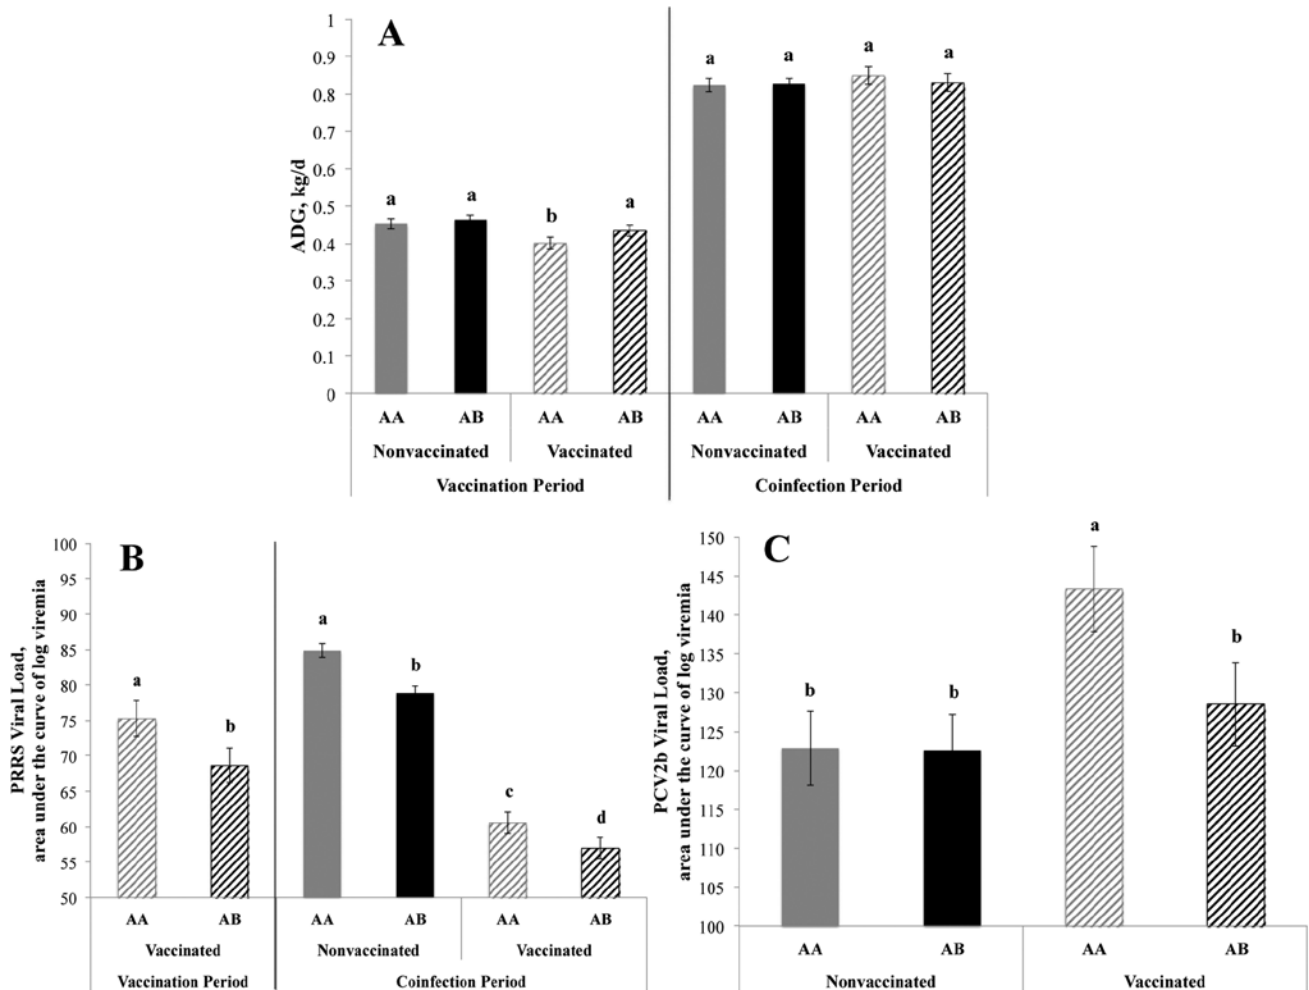 A
ADG, kg/d
1
0.9
0.8
0.7
0.6
0.5
0.4
0.3
0.2
0.1
0
a
a
b
a
a
a
a
a
AA AB AA AB AA AB AA AB
Nonvaccinated Vaccinated Nonvaccinated Vaccinated
Vaccination Period Coinfection Period
B
PRRS Viral Load,
area under the curve of log viremia
100
95
90
85
80
75
70
65
60
55
50
a
b
a
b
c
d
AA AB AA AB AA AB
Vaccinated Nonvaccinated Vaccinated
Vaccination Period Coinfection Period
C
PCV2b Viral Load,
area under the curve of log viremia
150
145
140
135
130
125
120
115
110
105
100
b
b
a
b
AA AB AA AB
Nonvaccinated Vaccinated